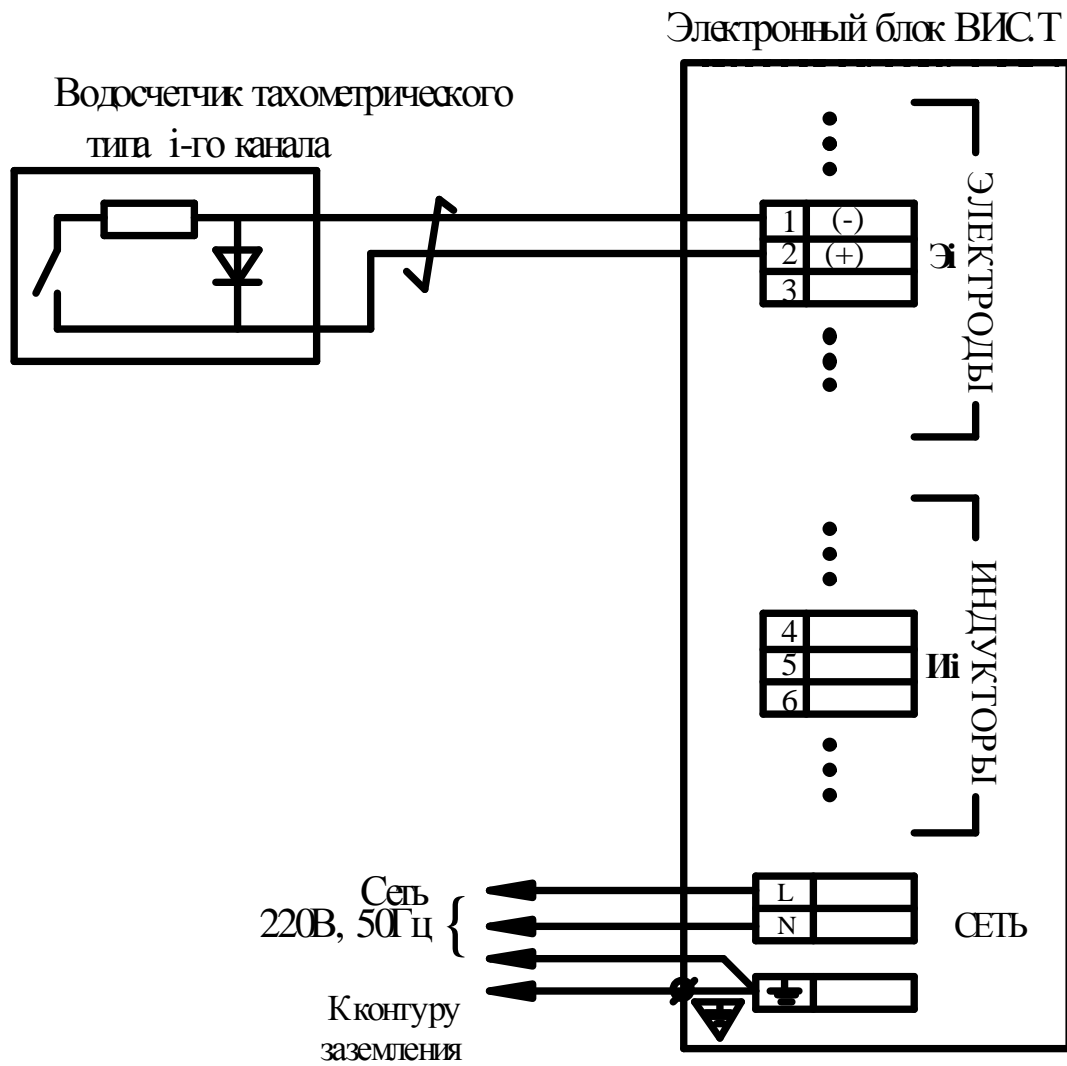 Электронный блок ВИС.Т
Водосчетчик тахометрического
типа i-го канала
1 (-)
2 (+)
3
Эi
ЭЛЕКТРОДЫ
4
5
6
Иi
ИНДУКТОРЫ
Сеть
220В, 50Гц
L
N
СЕТЬ
К контуру
заземления